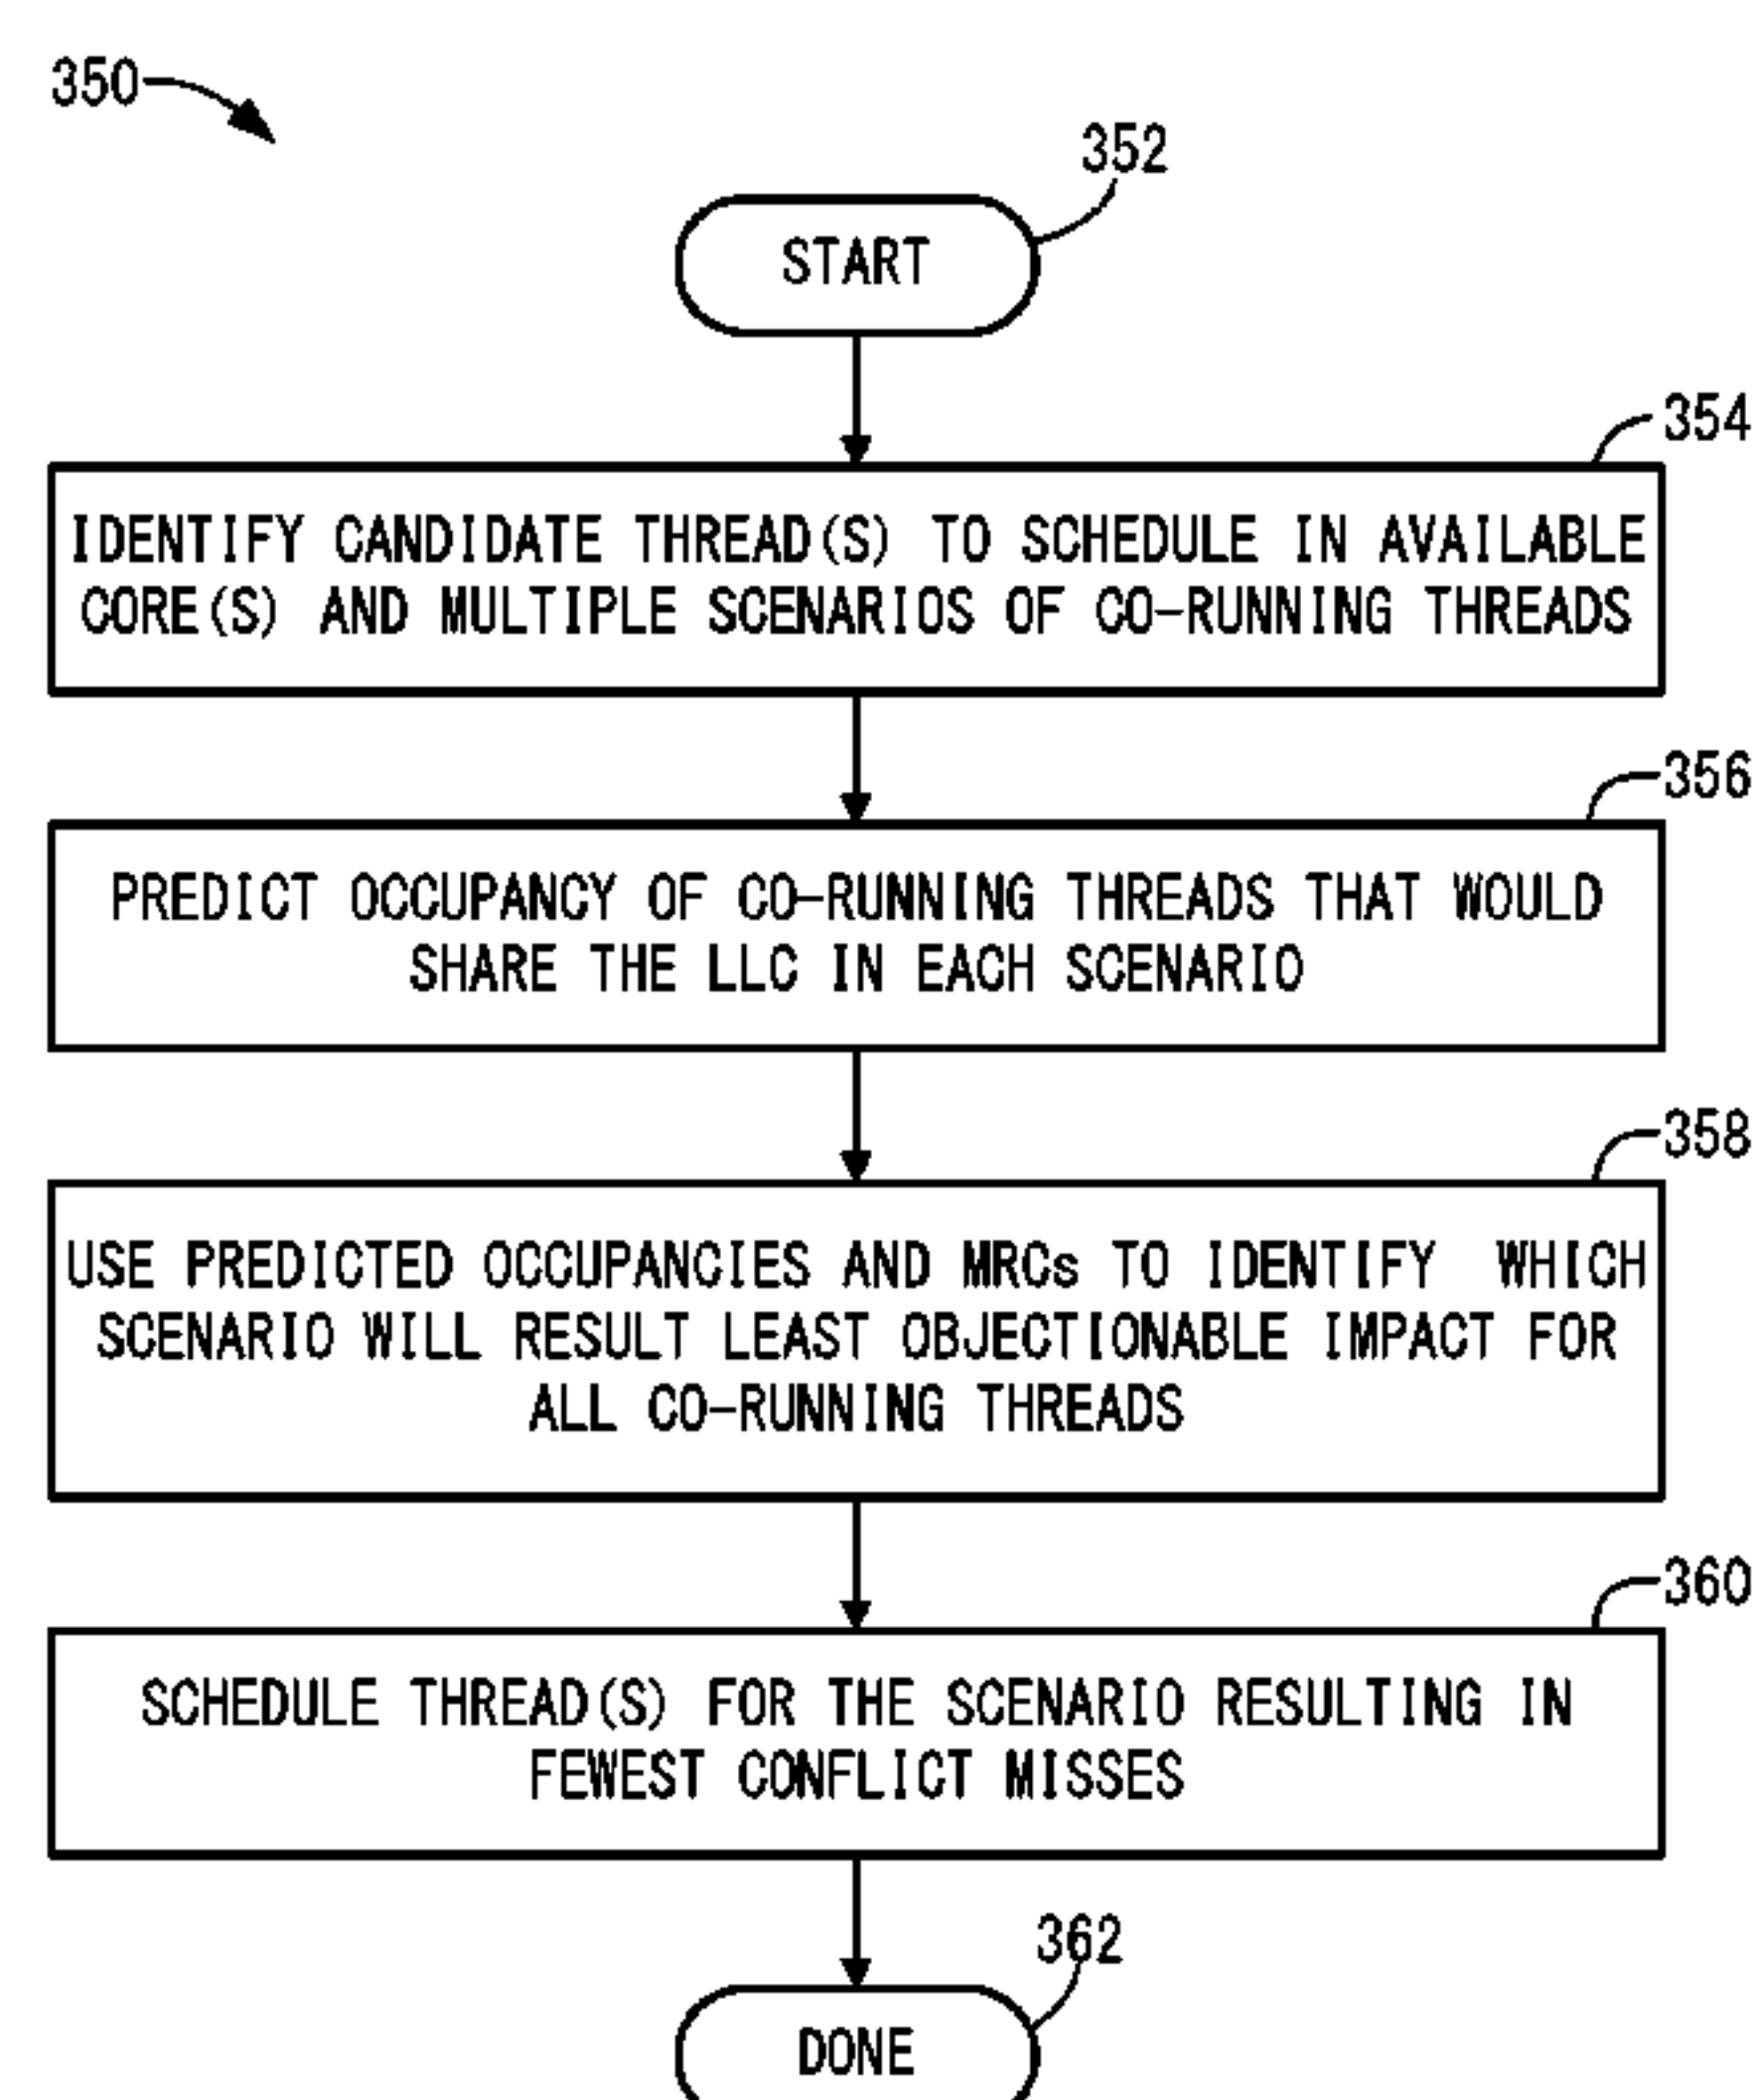 350
352
START
354
IDENTIFY CANDIDATE THREAD(S) TO SCHEDULE IN AVAILABLE
CORE(S) AND MULTIPLE SCENARIOS OF CO-RUNNING THREADS
356
PREDICT OCCUPANCY OF CO-RUNNING THREADS THAT WOULD
SHARE THE LLC IN EACH SCENARIO
358
USE PREDICTED OCCUPANCIES AND MRCs TO IDENTIFY WHICH
SCENARIO WILL RESULT LEAST OBJECTIONABLE IMPACT FOR
ALL CO-RUNNING THREADS
360
SCHEDULE THREAD(S) FOR THE SCENARIO RESULTING IN
FEWEST CONFLICT MISSES
362
DONE